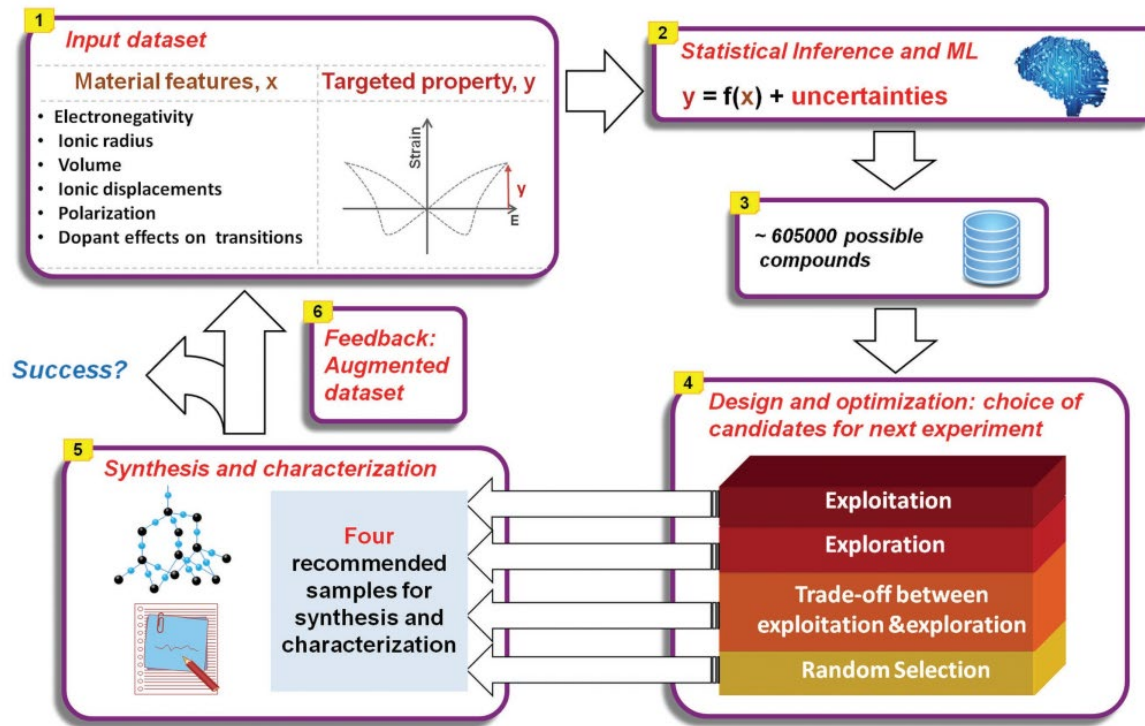 1
Input dataset
Material features, x
Targeted property, y
• Electronegativity
• Ionic radius
• Volume
• Ionic displacements
• Polarization
• Dopant effects on transitions
Strain
y
E
2
Statistical Inference and ML
y = f(x) + uncertainties
3
~ 605000 possible
compounds
4
Design and optimization: choice of
candidates for next experiment
Exploitation
Exploration
Trade-off between
exploitation &exploration
Random Selection
5
Synthesis and characterization
Four
recommended
samples for
synthesis and
characterization
6
Feedback:
Augmented
dataset
Success?